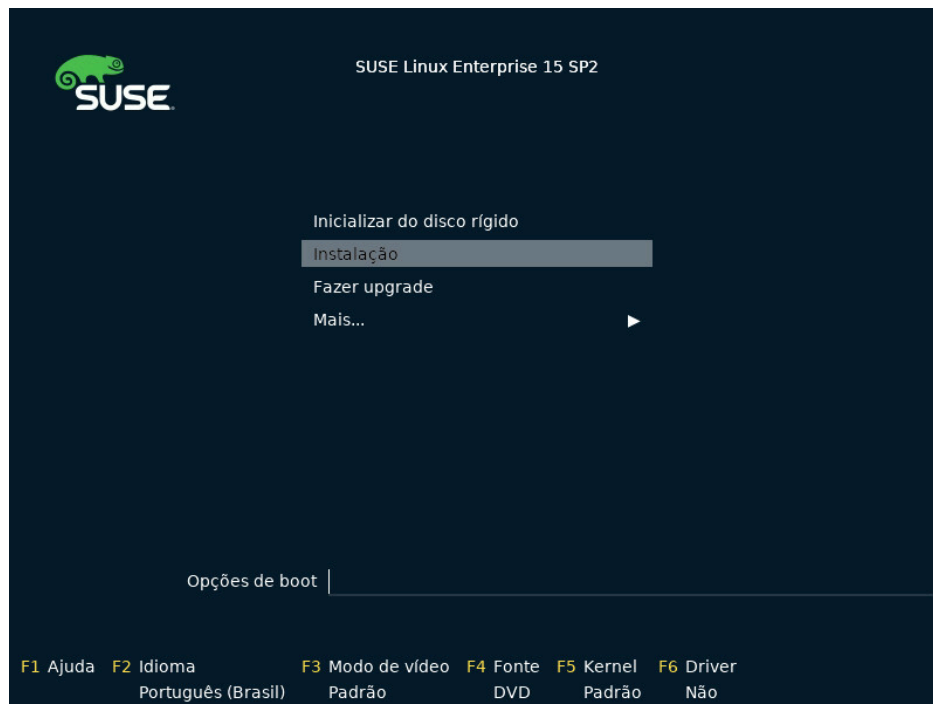 SUSE Linux Enterprise 15 SP2
SUSE.
Inicializar do disco rígido
Instalação
Fazer upgrade
Mais...
Opções de boot
F1 Ajuda F2 Idioma F3 Modo de vídeo F4 Fonte F5 Kernel F6 Driver
Português (Brasil) Padrão DVD Padrão Não